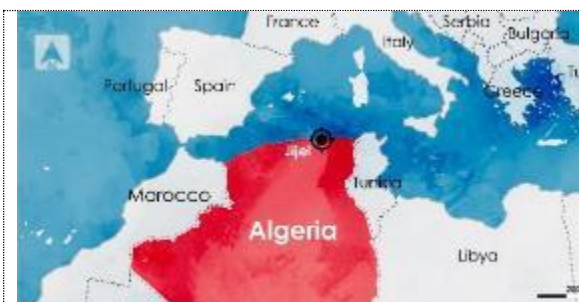 France
Serbia
Italy
Bulgaria
Portugal
Spain
Greece
Jijel
Tunisia
Morocco
Algeria
Libya